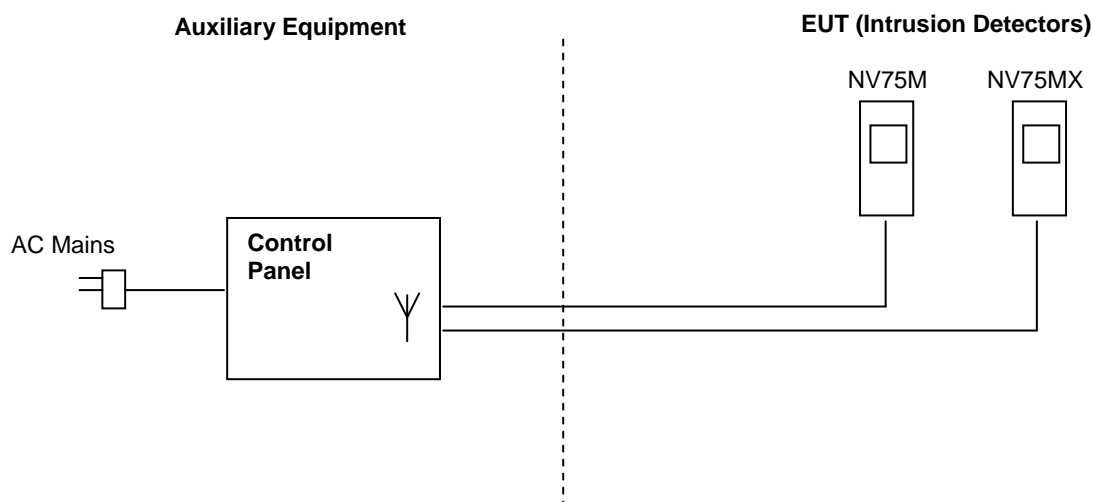 Auxiliary Equipment
EUT (Intrusion Detectors)
NV75M
NV75MX
AC Mains
Control
Panel